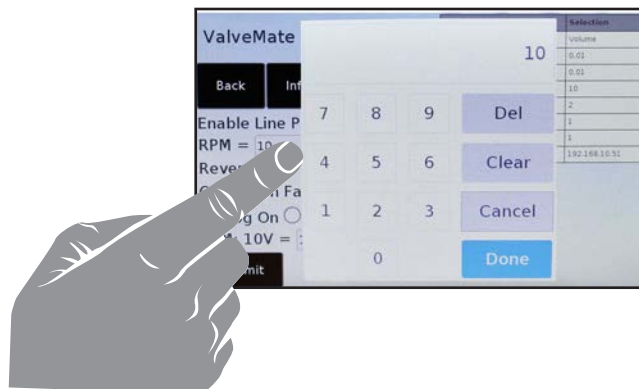 ValveMate
10
Back
Inf
Enable Line P
RPM = 10
Rever
n Fa
g On
10V =
mit
7 8 9 Del
4 5 6 Clear
1 2 3 Cancel
0 Done
Selection
Volume
0.01
0.01
10
2
1
1
192.168.10.51